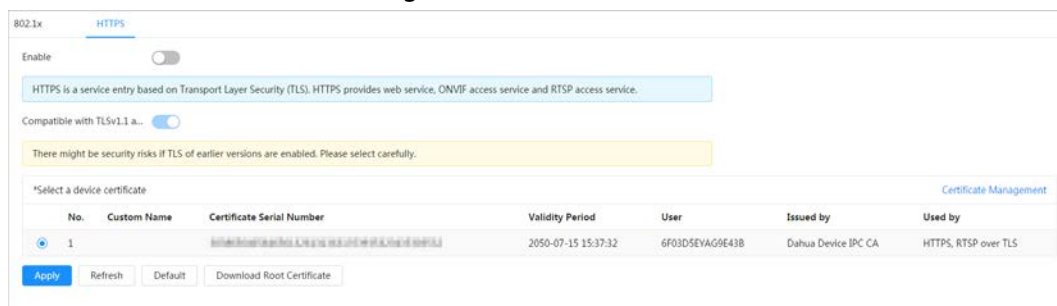 802.1x HTTPS
Enable
HTTPS is a service entry based on Transport Layer Security (TLS). HTTPS provides web service, ONVIF access service and RTSP access service.
Compatible with TLSv1.1 a...
There might be security risks if TLS of earlier versions are enabled. Please select carefully.
*Select a device certificate Certificate Management
No. Custom Name Certificate Serial Number Validity Period User Issued by Used by
1 2050-07-15 15:37:32 6F03D5EYAG9E43B Dahua Device IPC CA HTTPS, RTSP over TLS
Apply Refresh Default Download Root Certificate